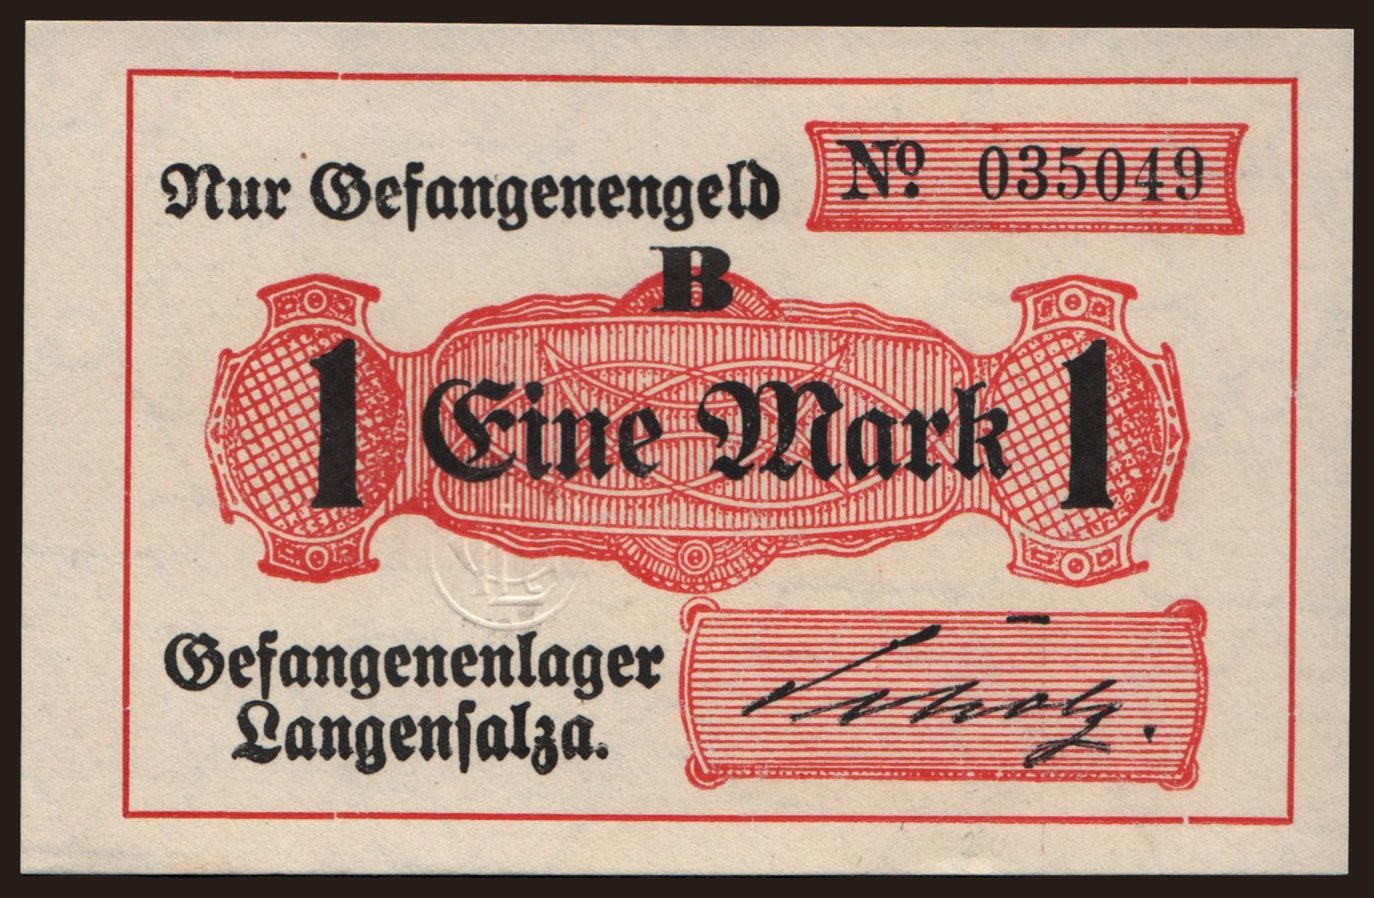 Nur Gefangenengeld
No. 035049
B
1 Eine Mark 1
Gefangenenlager
Langensalza.